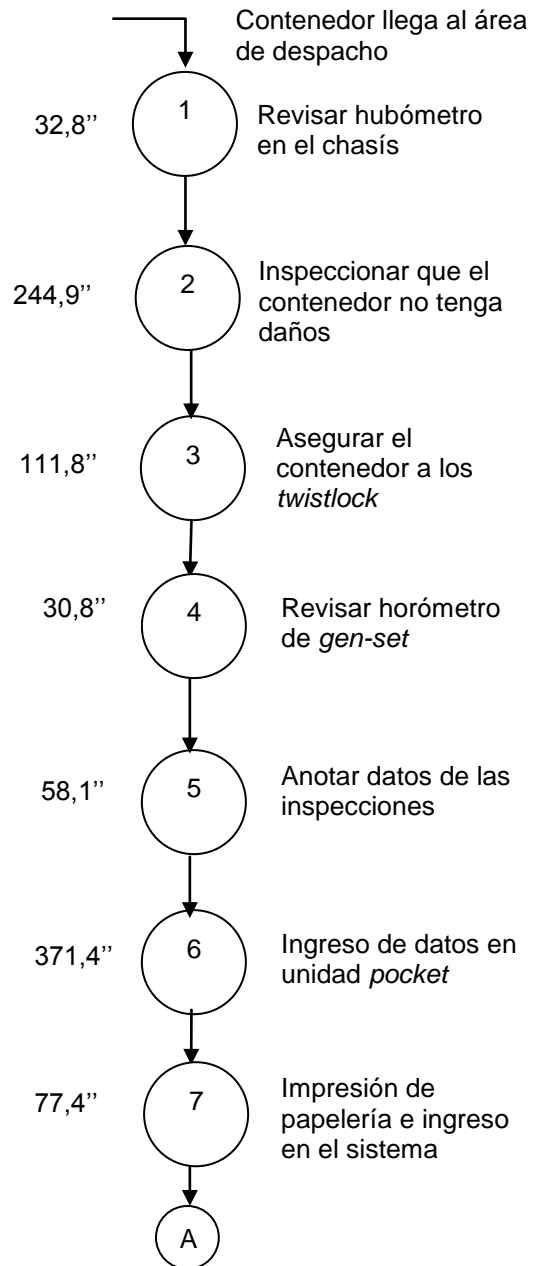 Contenedor llega al área
de despacho
1
32,8’’
Revisar hubómetro
en el chasís
2
244,9’’
Inspeccionar que el
contenedor no tenga
daños
3
111,8’’
Asegurar el
contenedor a los
twistlock
4
30,8’’
Revisar horómetro
de gen-set
5
58,1’’
Anotar datos de las
inspecciones
6
371,4’’
Ingreso de datos en
unidad pocket
7
77,4’’
Impresión de
papelería e ingreso
en el sistema
A